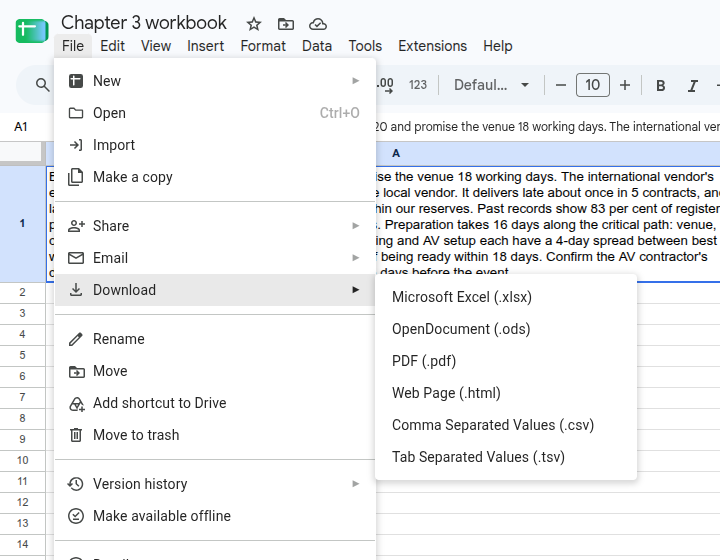 Chapter 3 workbook
File Edit View Insert Format Data Tools Extensions Help
.00 123 Defaul... 10 B I
A1 20 and promise the venue 18 working days. The international
A
1
ise the venue 18 working days. The international vendor's
e local vendor. It delivers late about once in 5 contracts,
hin our reserves. Past records show 83 per cent of
. Preparation takes 16 days along the critical path: venue,
ing and AV setup each have a 4-day spread between best
f being ready within 18 days. Confirm the AV contractor's
days before the event
New
Open Ctrl+O
Import
Make a copy
Share
Email
Download
Rename
Move
Add shortcut to Drive
Move to trash
Version history
Make available offline
Microsoft Excel (.xlsx)
OpenDocument (.ods)
PDF (.pdf)
Web Page (.html)
Comma Separated Values (.csv)
Tab Separated Values (.tsv)
2
3
4
5
6
7
8
9
10
11
12
13
14